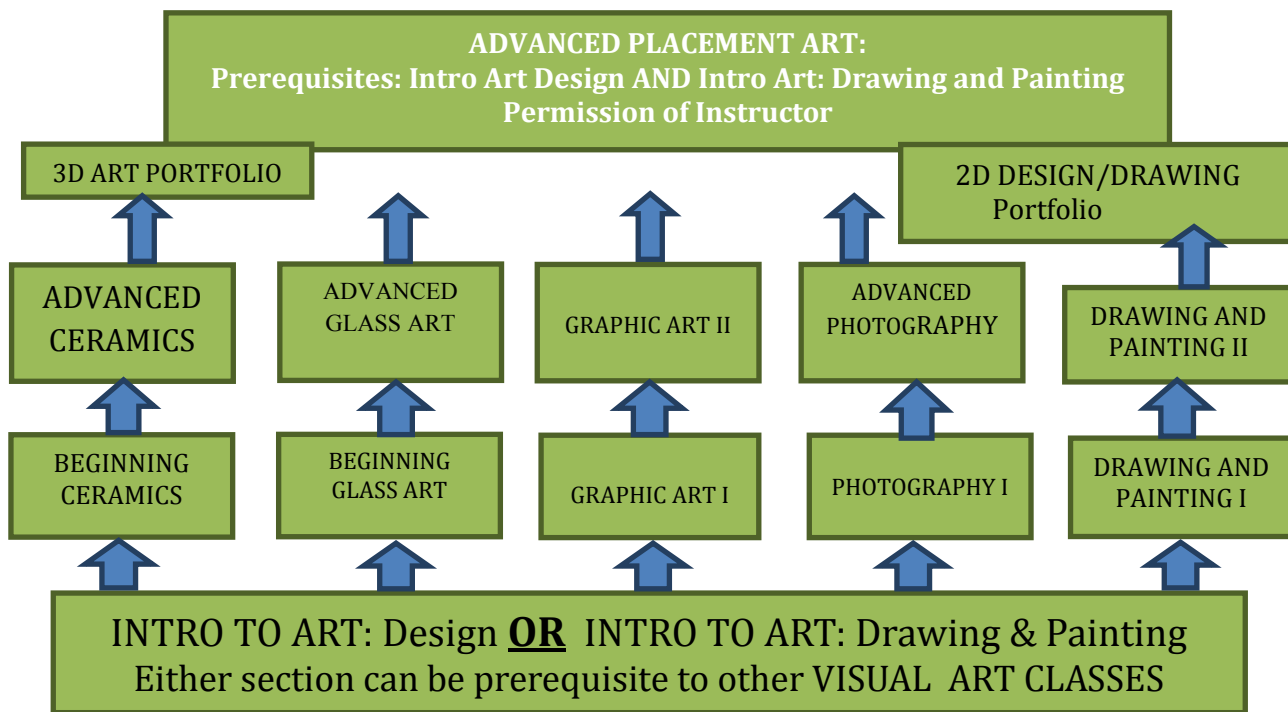 ADVANCED PLACEMENT ART:
Prerequisites: Intro Art Design AND Intro Art: Drawing and Painting
Permission of Instructor
3D ART PORTFOLIO
2D DESIGN/DRAWING
Portfolio
ADVANCED
CERAMICS
ADVANCED
GLASS ART
GRAPHIC ART II
ADVANCED
PHOTOGRAPHY
DRAWING AND
PAINTING II
BEGINNING
CERAMICS
BEGINNING
GLASS ART
GRAPHIC ART I
PHOTOGRAPHY I
DRAWING AND
PAINTING I
INTRO TO ART: Design OR INTRO TO ART: Drawing & Painting
Either section can be prerequisite to other VISUAL ART CLASSES